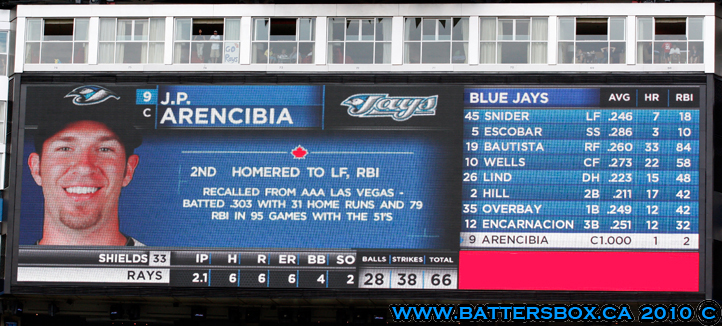 GO
Jays
9 J.P.
C ARENCIBIA
Jays
2ND HOMERED TO LF, RBI
RECALLED FROM AAA LAS VEGAS -
BATTED .303 WITH 31 HOME RUNS AND 79
RBI IN 95 GAMES WITH THE 51'S
BLUE JAYS AVG HR RBI
45 SNIDER LF .246 7 18
5 ESCOBAR SS .286 3 10
19 BAUTISTA RF .260 33 84
10 WELLS CF .273 22 58
26 LIND DH .223 15 48
2 HILL 2B .211 17 42
35 OVERBAY 1B .249 12 42
12 ENCARNACION 3B .251 12 32
9 ARENCIBIA C 1.000 1 2
SHIELDS 33 IP H R ER BB SO
RAYS 2.1 6 6 6 4 2
BALLS STRIKES TOTAL
28 38 66
WWW.BATTERSBOX.CA 2010 C